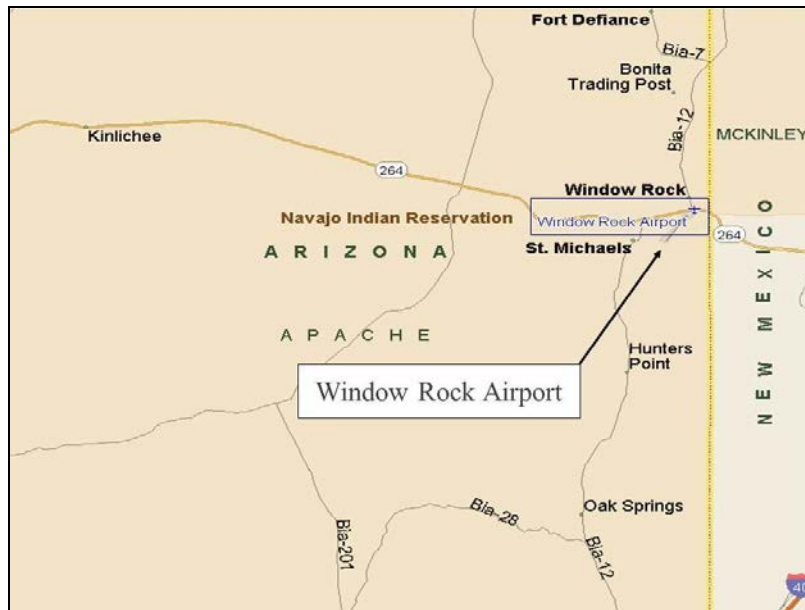 Fort Defiance
Bia-7
Bonita
Trading Post
Bia-12
MCKINLEY
Kinlichee
264
Window Rock
Navajo Indian Reservation
Window Rock Airport
264
St. Michaels
ARIZONA
NEW MEXICO
APACHE
Hunters
Point
Window Rock Airport
Oak Springs
Bia-28
Bia-201
Bia-12